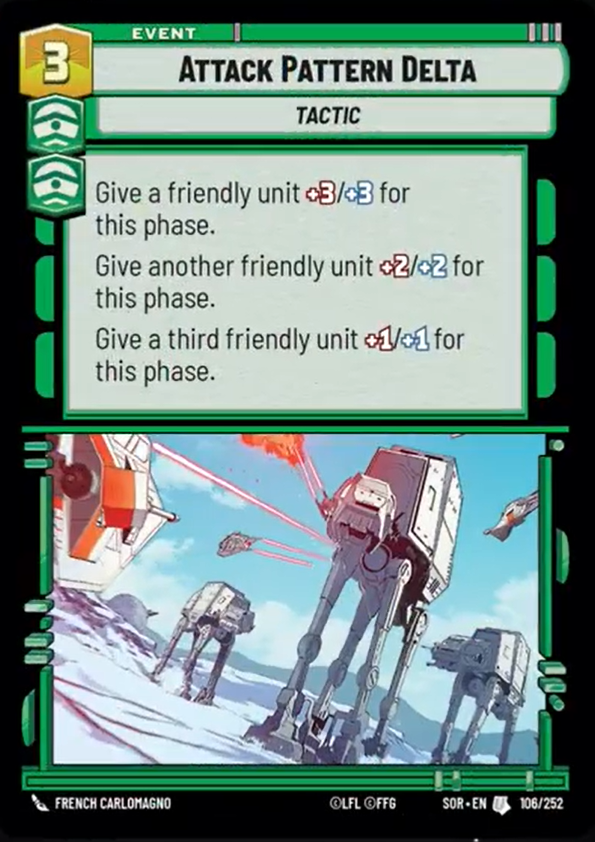 EVENT
3
ATTACK PATTERN DELTA
TACTIC
Give a friendly unit +3/+3 for
this phase.
Give another friendly unit +2/+2 for
this phase.
Give a third friendly unit +1/+1 for
this phase.
FRENCH CARLOMAGNO
©LFL ©FFG
SOR • EN 106/252